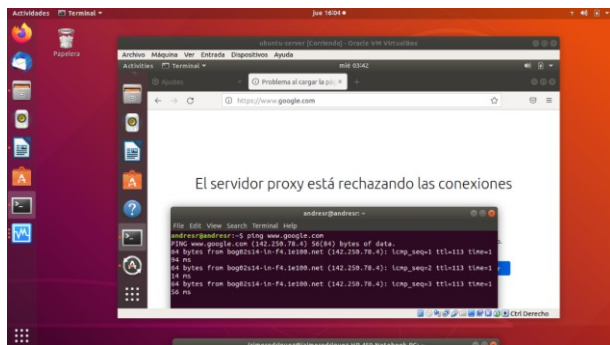 Actividades Terminal
jue 16:04
Papelera
ubuntu-server [Corriendo] - Oracle VM VirtualBox
Archivo Máquina Ver Entrada Dispositivos Ayuda
Activities Terminal
mié 03:42
Ajustes
Problema al cargar la pág
https://www.google.com
El servidor proxy está rechazando las conexiones
andresr@andresr: ~
File Edit View Search Terminal Help
andresr@andresr:~$ ping www.google.com
PING www.google.com (142.250.78.4) 56(84) bytes of data.
64 bytes from bog02s14-in-f4.1e100.net (142.250.78.4): icmp_seq=1 ttl=113 time=1
94 ms
64 bytes from bog02s14-in-f4.1e100.net (142.250.78.4): icmp_seq=2 ttl=113 time=1
14 ms
64 bytes from bog02s14-in-f4.1e100.net (142.250.78.4): icmp_seq=3 ttl=113 time=1
56 ms
Ctrl Derecho